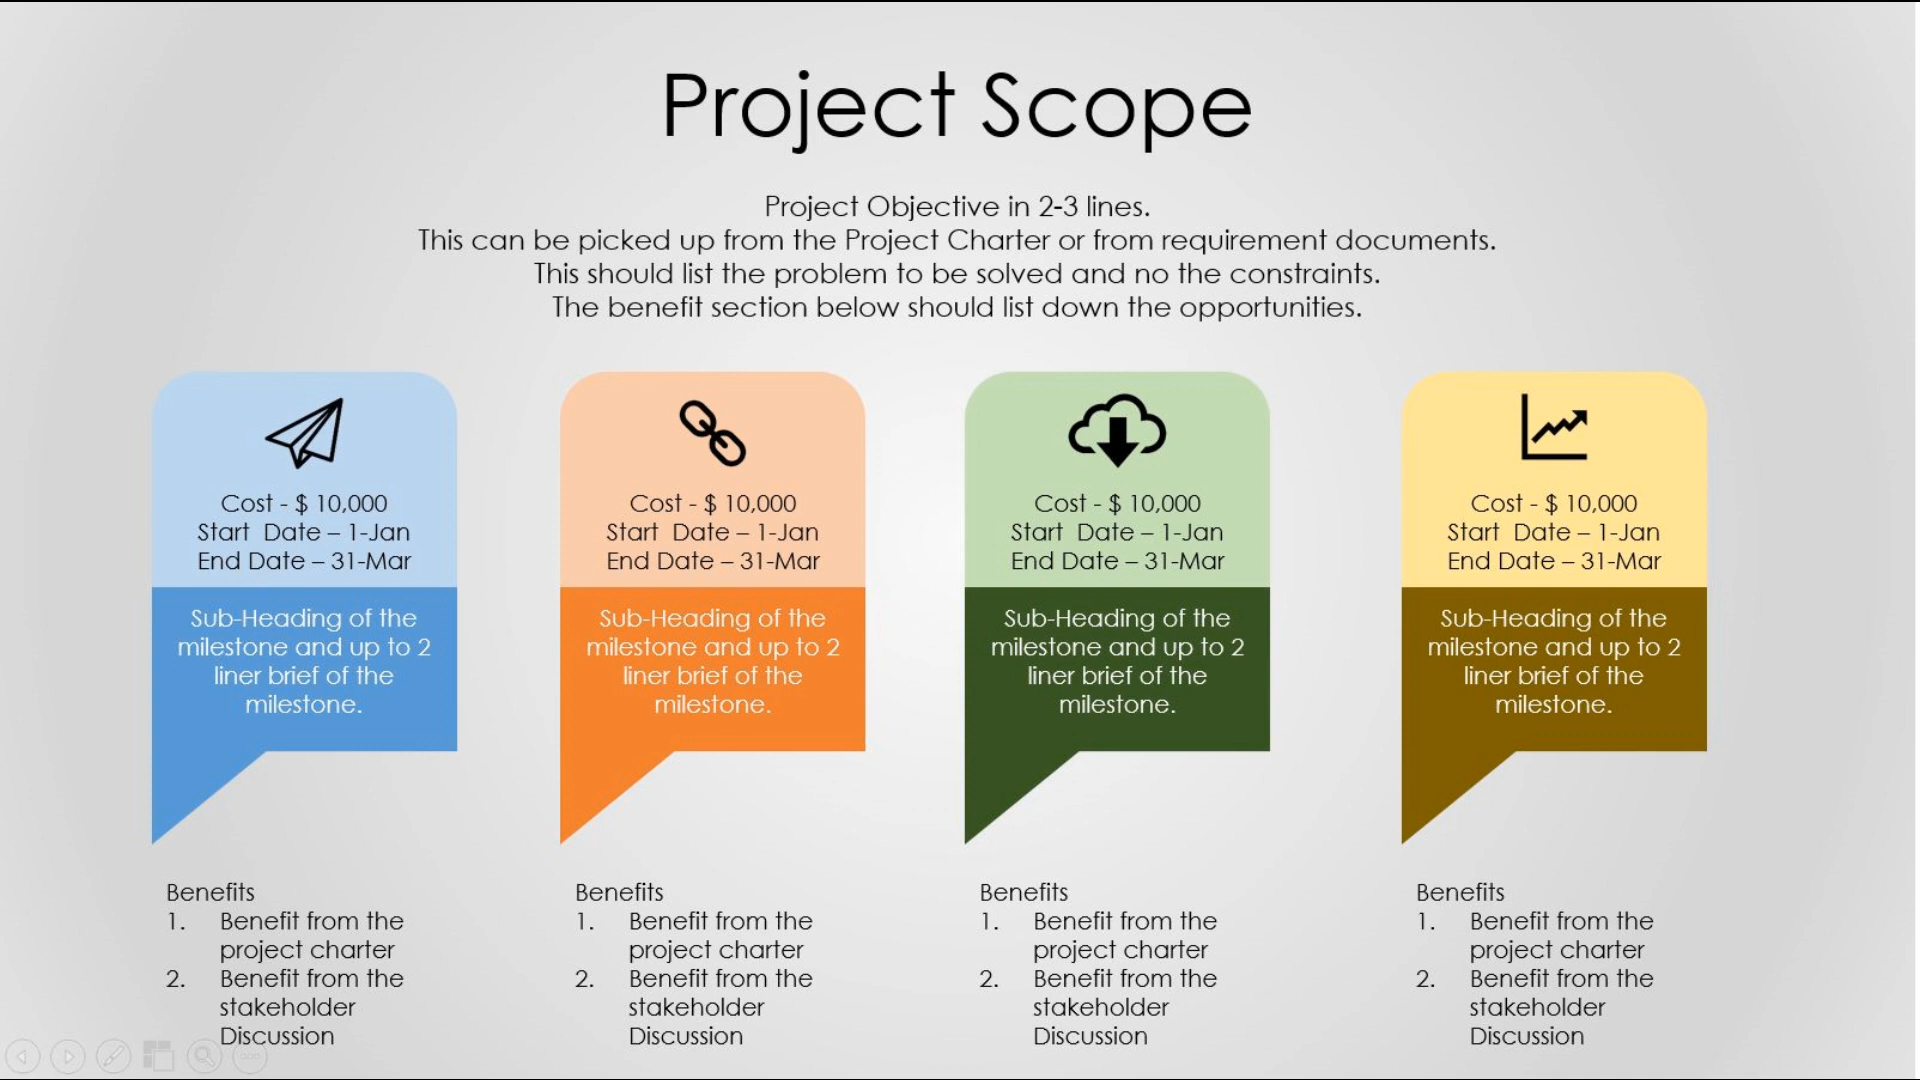 Project Scope
Project Objective in 2-3 lines.
This can be picked up from the Project Charter or from requirement documents.
This should list the problem to be solved and no the constraints.
The benefit section below should list down the opportunities.
Cost - $ 10,000
Start  Date – 1-Jan
End Date – 31-Mar
Sub-Heading of the
milestone and up to 2
liner brief of the
milestone.
Benefits
1. Benefit from the
project charter
2. Benefit from the
stakeholder
Discussion
Cost - $ 10,000
Start  Date – 1-Jan
End Date – 31-Mar
Sub-Heading of the
milestone and up to 2
liner brief of the
milestone.
Benefits
1. Benefit from the
project charter
2. Benefit from the
stakeholder
Discussion
Cost - $ 10,000
Start  Date – 1-Jan
End Date – 31-Mar
Sub-Heading of the
milestone and up to 2
liner brief of the
milestone.
Benefits
1. Benefit from the
project charter
2. Benefit from the
stakeholder
Discussion
Cost - $ 10,000
Start  Date – 1-Jan
End Date – 31-Mar
Sub-Heading of the
milestone and up to 2
liner brief of the
milestone.
Benefits
1. Benefit from the
project charter
2. Benefit from the
stakeholder
Discussion